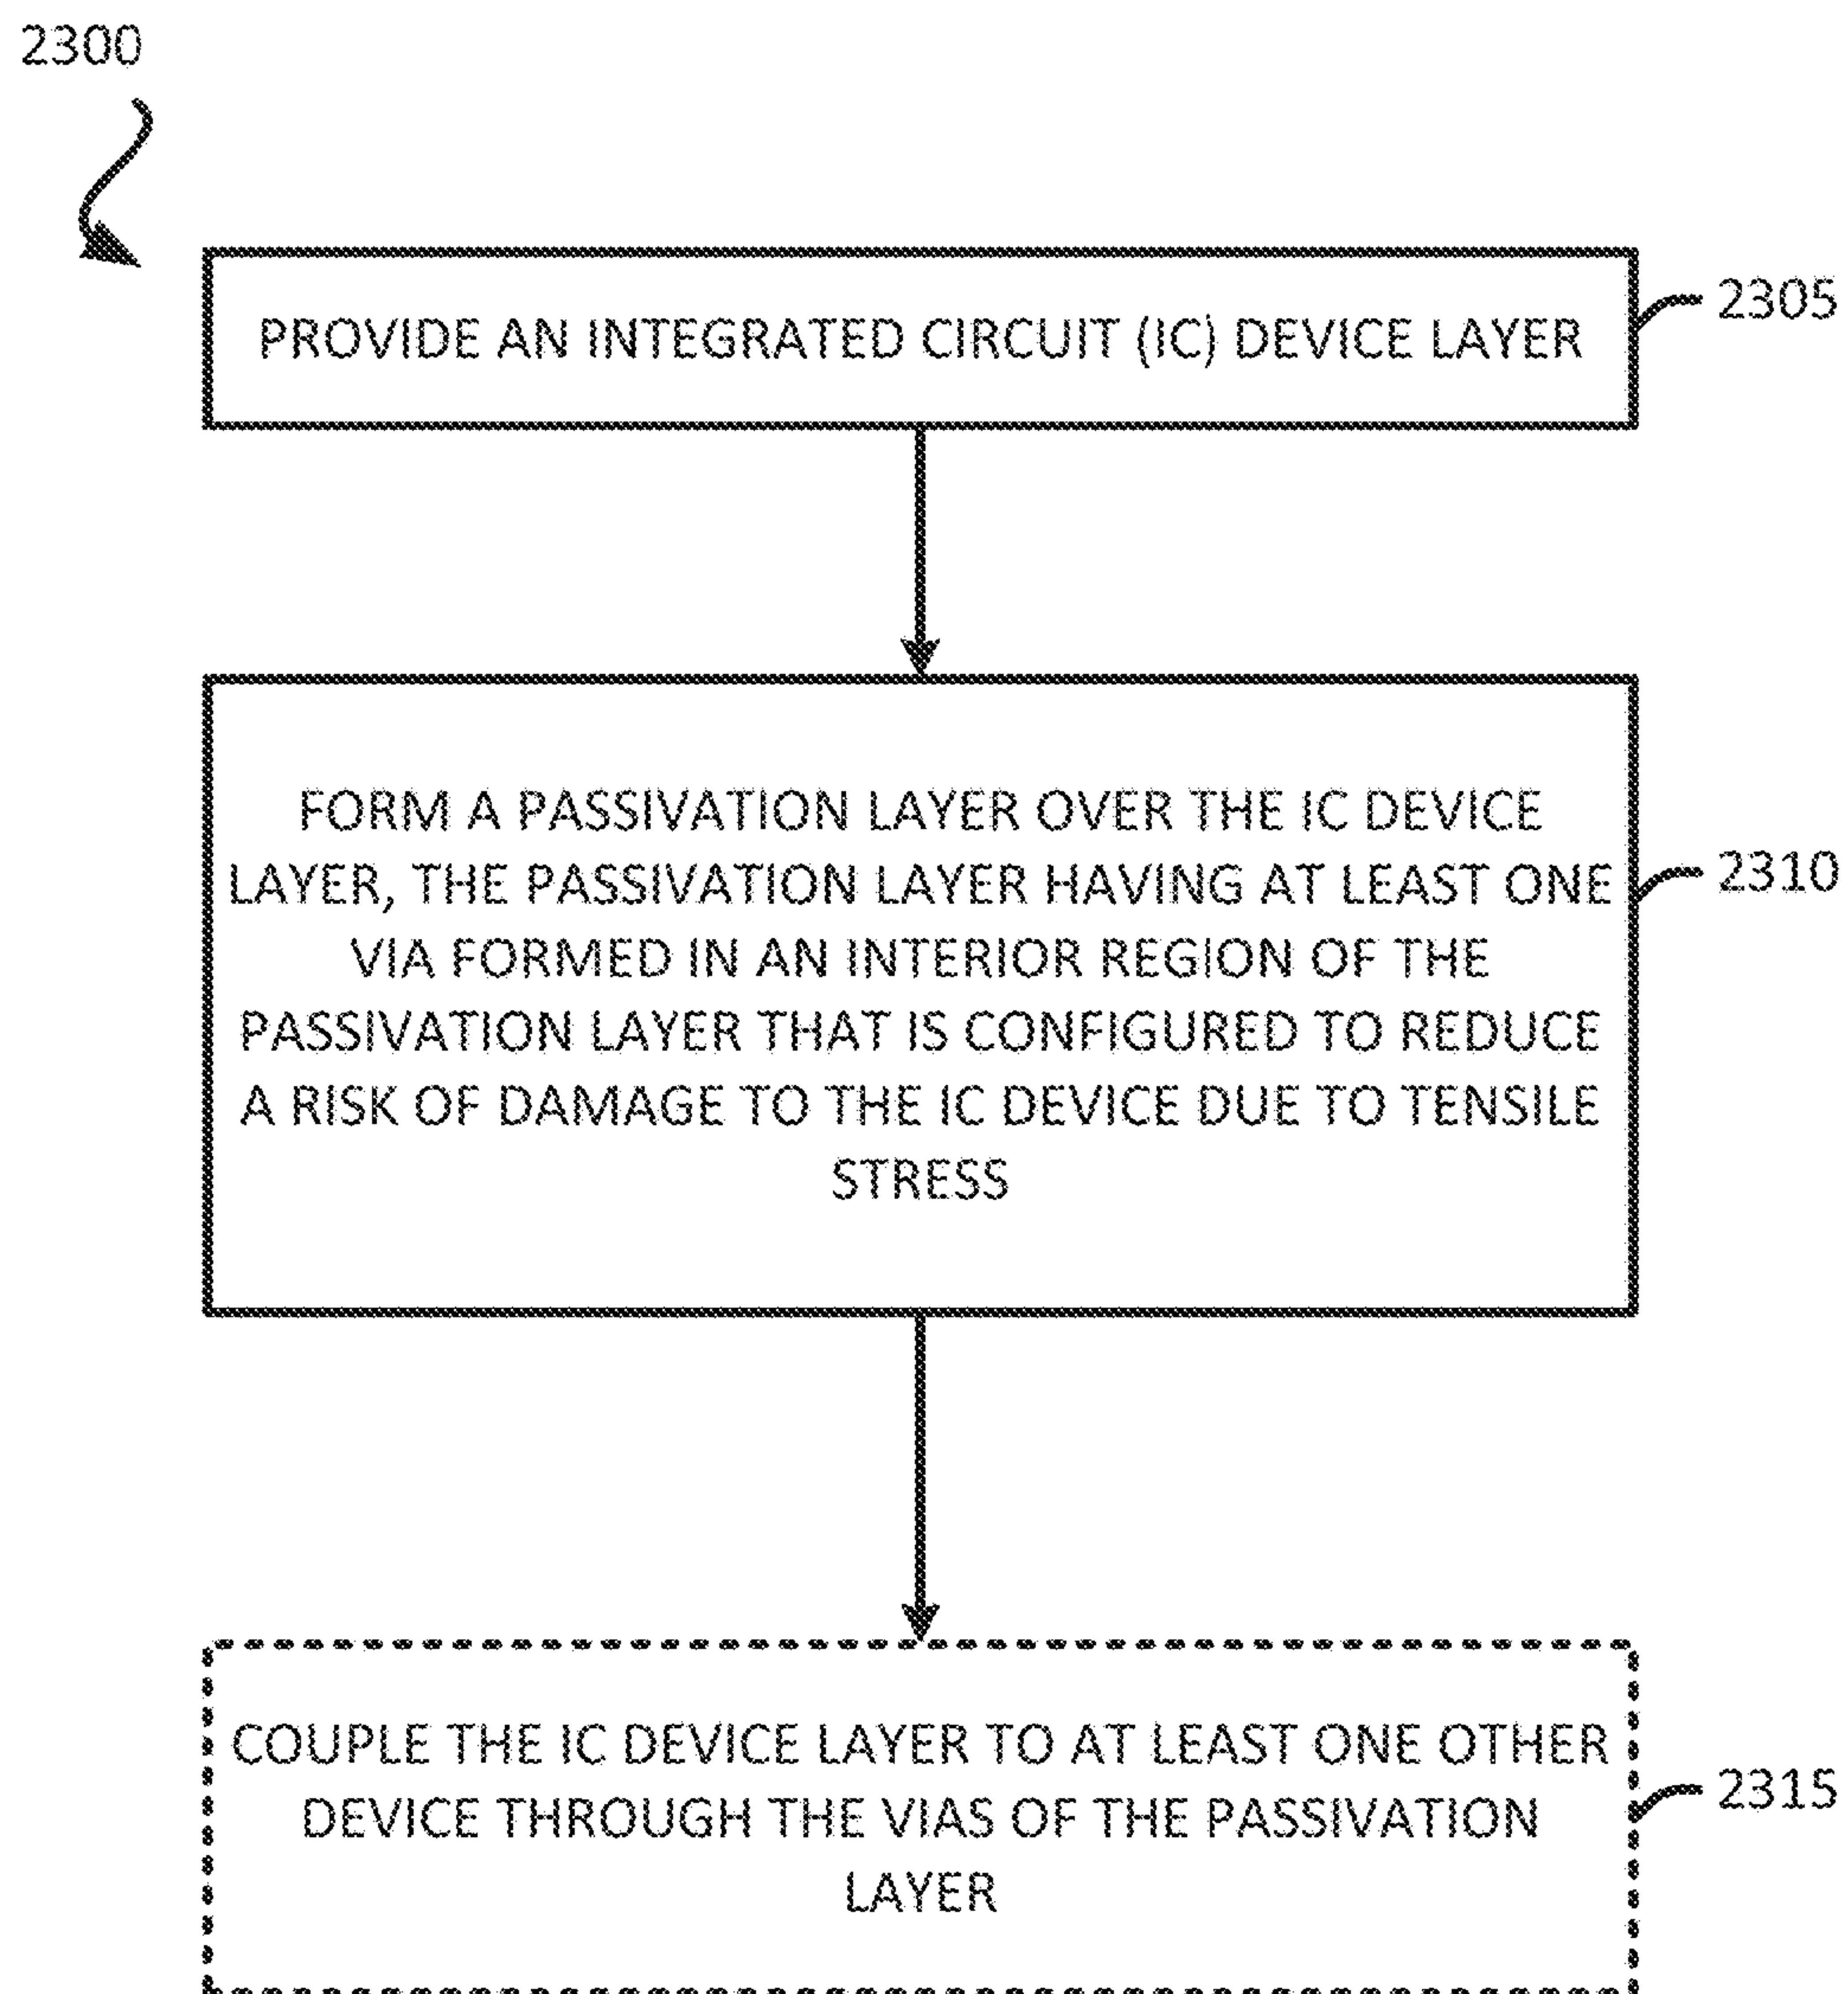 2300
PROVIDE AN INTEGRATED CIRCUIT (IC) DEVICE LAYER
2305
FORM A PASSIVATION LAYER OVER THE IC DEVICE
LAYER, THE PASSIVATION LAYER HAVING AT LEAST ONE
VIA FORMED IN AN INTERIOR REGION OF THE
PASSIVATION LAYER THAT IS CONFIGURED TO REDUCE
A RISK OF DAMAGE TO THE IC DEVICE DUE TO TENSILE
STRESS
2310
COUPLE THE IC DEVICE LAYER TO AT LEAST ONE OTHER
DEVICE THROUGH THE VIAS OF THE PASSIVATION
LAYER
2315